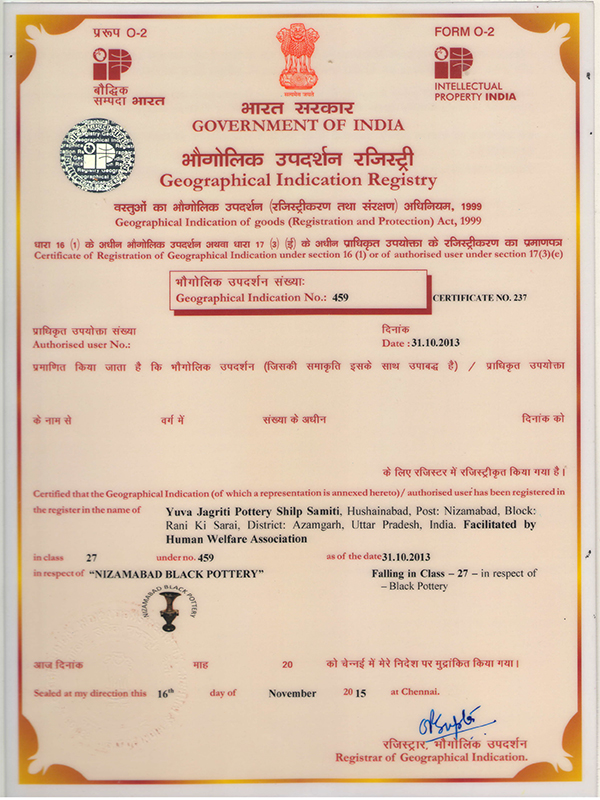 प्ररूप O-2
FORM O-2
बौद्धिक
सम्पदा भारत
INTELLECTUAL
PROPERTY INDIA
सत्यमेव जयते
भारत सरकार
GOVERNMENT OF INDIA
भौगोलिक उपदर्शन रजिस्ट्री
Geographical Indication Registry
वस्तुओं का भौगोलिक उपदर्शन (रजिस्ट्रीकरण तथा संरक्षण) अधिनियम, 1999
Geographical Indication of goods (Registration and Protection) Act, 1999
धारा 16 (1) के अधीन भौगोलिक उपदर्शन अथवा धारा 17 (3) (ई) के अधीन प्राधिकृत उपयोक्ता के रजिस्ट्रीकरण का प्रमाणपत्र
Certificate of Registration of Geographical Indication under section 16 (1) or of authorised user under section 17(3)(e)
भौगोलिक उपदर्शन संख्याः
Geographical Indication No.: 459
CERTIFICATE NO. 237
प्राधिकृत उपयोक्ता संख्या
दिनांक
Authorised user No.:
Date : 31.10.2013
प्रमाणित किया जाता है कि भौगोलिक उपदर्शन (जिसकी समाकृति इसके साथ उपाबद्ध है) / प्राधिकृत उपयोक्ता
के नाम से वर्ग में संख्या के अधीन दिनांक को
के लिए रजिस्टर में रजिस्ट्रीकृत किया गया है।
Certified that the Geographical Indication (of which a representation is annexed hereto)/ authorised user has been registered in
the register in the name of Yuva Jagriti Pottery Shilp Samiti, Hushainabad, Post: Nizamabad, Block:
Rani Ki Sarai, District: Azamgarh, Uttar Pradesh, India. Facilitated by
Human Welfare Association
in class 27 under no. 459 as of the date 31.10.2013
in respect of “NIZAMABAD BLACK POTTERY” Falling in Class – 27 – in respect of
– Black Pottery
NIZAMABAD BLACK POTTERY
आज दिनांक माह 20 को चेन्नई में मेरे निदेश पर मुद्रांकित किया गया।
Sealed at my direction this 16th day of November 2015 at Chennai.
रजिस्ट्रार, भौगोलिक उपदर्शन
Registrar of Geographical Indication.